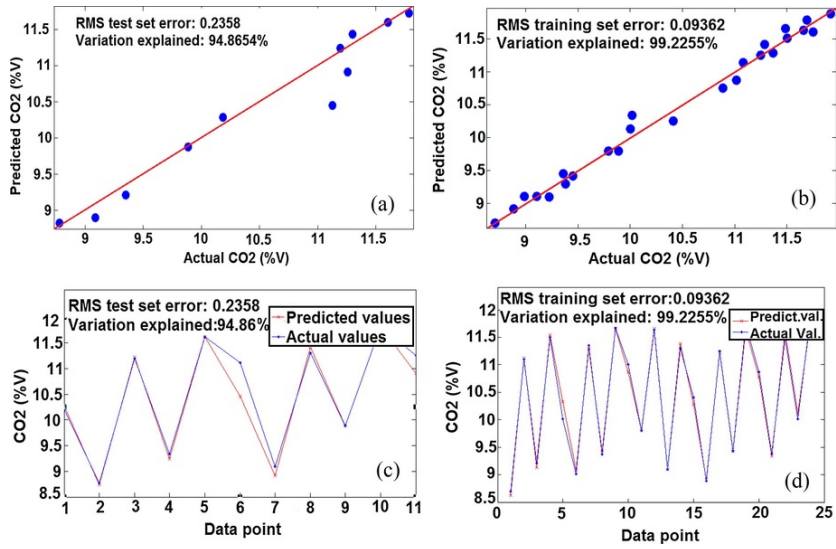 RMS test set error: 0.2358
Variation explained: 94.8654%
11.5
11
10.5
10
9.5
9
Predicted CO2 (%V)
(a)
9 9.5 10 10.5 11 11.5
Actual CO2 (%V)
RMS training set error: 0.09362
Variation explained: 99.2255%
11.5
11
10.5
10
9.5
9
Predicted CO2 (%V)
(b)
9 9.5 10 10.5 11 11.5
Actual CO2 (%V)
RMS test set error: 0.2358
Variation explained:94.86%
Predicted values
Actual values
12
11.5
11
10.5
10
9.5
9
8.5
CO2 (%V)
(c)
1 2 3 4 5 6 7 8 9 10 11
Data point
RMS training set error:0.09362
Variation explained: 99.2255%
Predict.val.
Actual Val.
12
11.5
11
10.5
10
9.5
9
8.5
CO2 (%V)
(d)
0 5 10 15 20 25
Data point